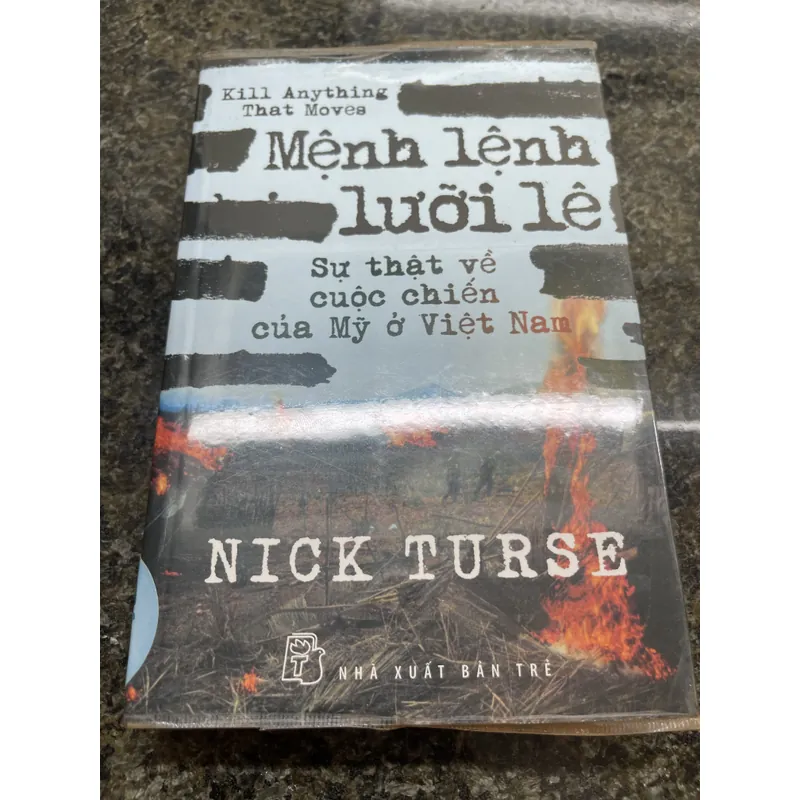 Kill Anything
That Moves
Mệnh lệnh
lưỡi lê
Sự thật về
cuộc chiến
của Mỹ ở Việt Nam
NICK TURSE
NHÀ XUẤT BẢN TRẺ